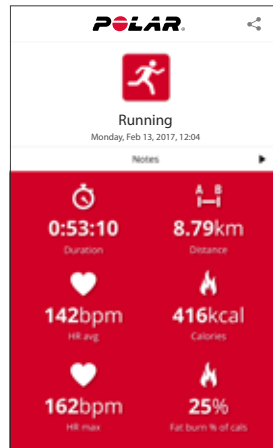 POLAR.
Running
Monday, Feb 13, 2017, 12:04
Notes
A B
0:53:10 8.79km
Duration Distance
142bpm 416kcal
HR avg Calories
162bpm 25%
HR max Fat burn % of cals